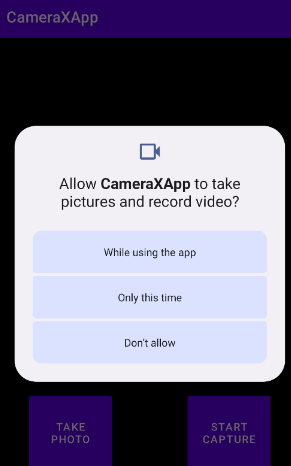 CameraXApp
Allow CameraXApp to take
pictures and record video?
While using the app
Only this time
Don't allow
TAKE
PHOTO
START
CAPTURE